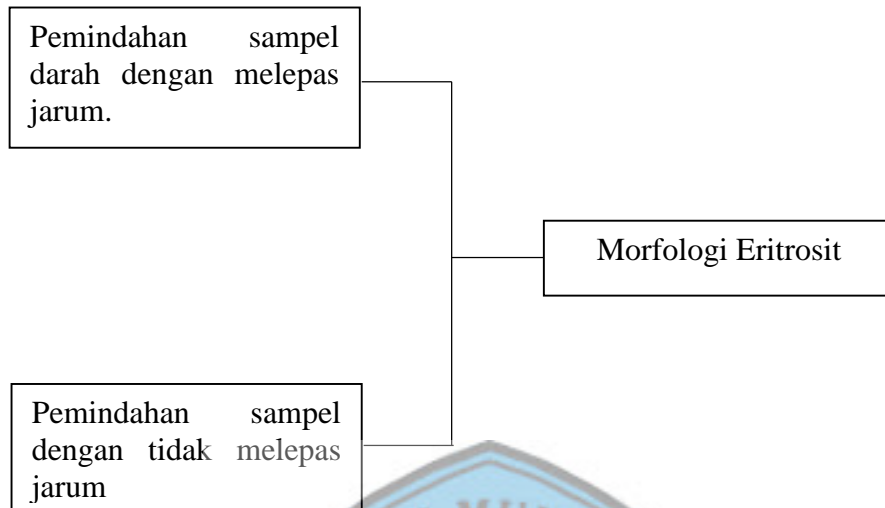 Pemindahan sampel
darah dengan melepas
jarum.
Morfologi Eritrosit
Pemindahan sampel
dengan tidak melepas
jarum